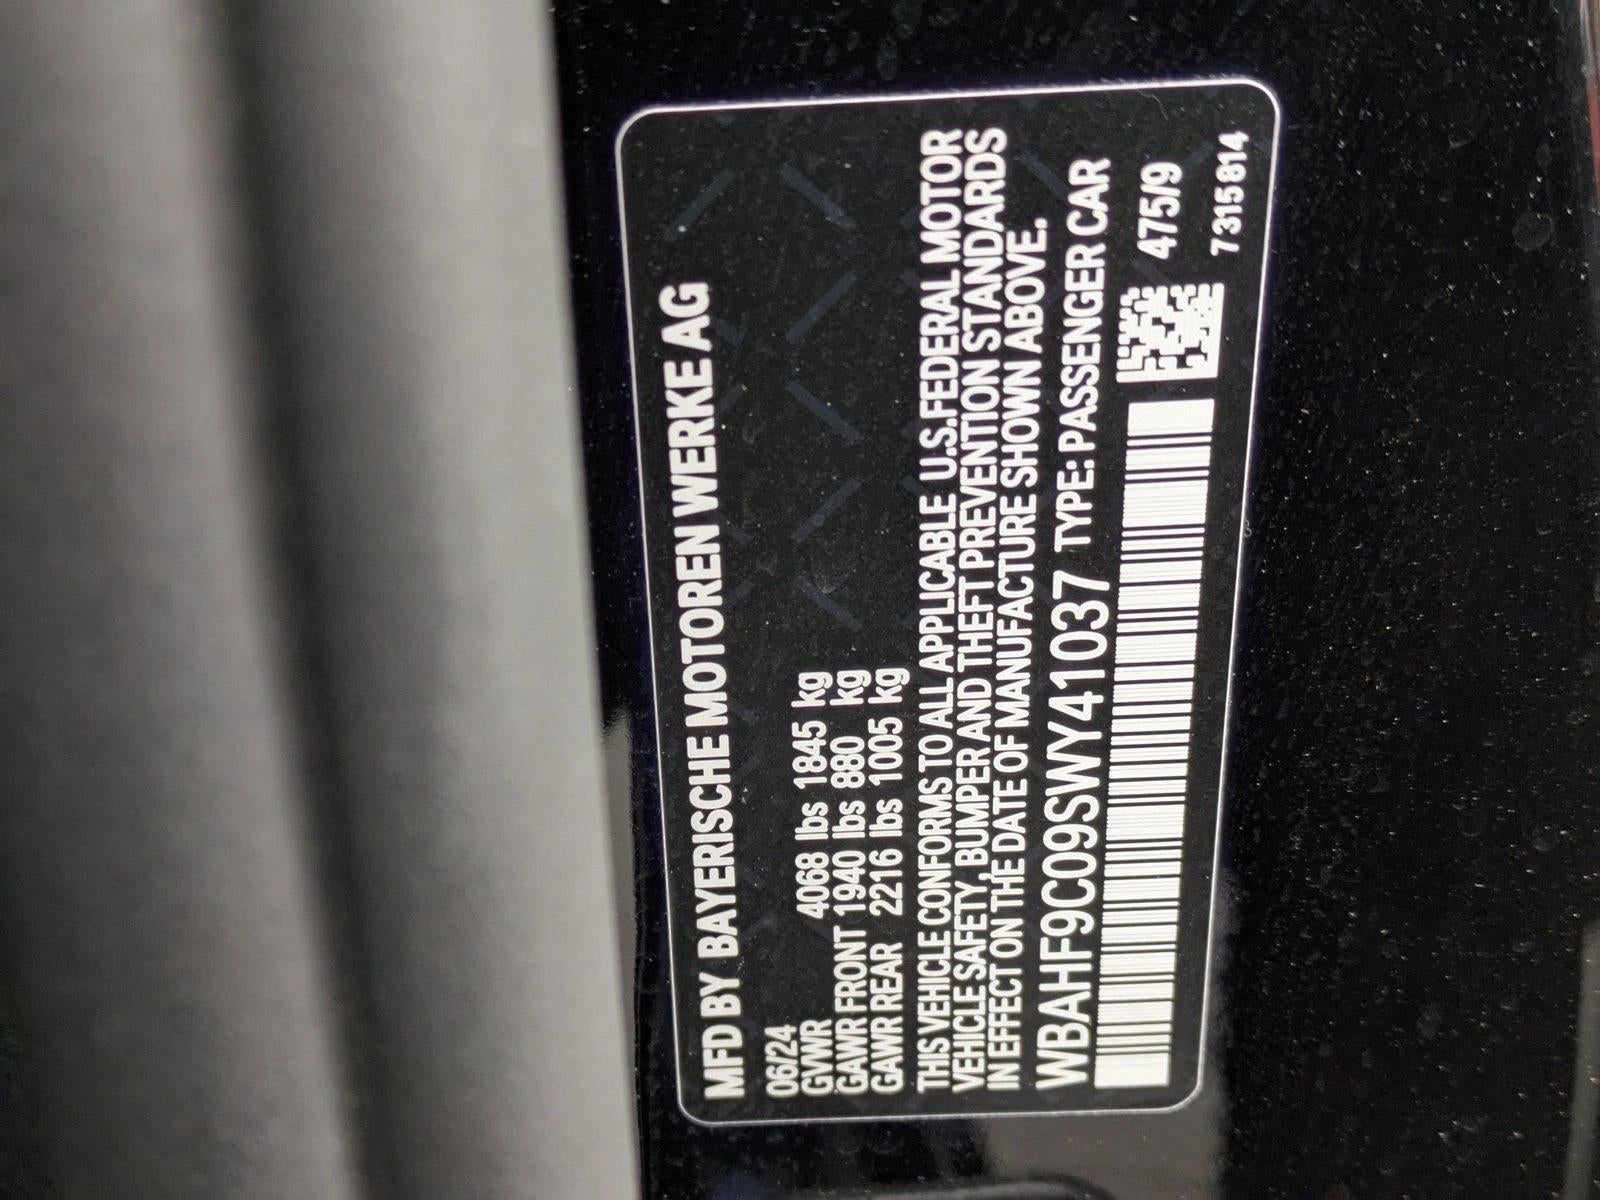 MFD BY BAYERISCHE MOTOREN WERKE AG
06/24
GVWR 4068 lbs 1845 kg
GAWR FRONT 1940 lbs 880 kg
GAWR REAR 2216 lbs 1005 kg
THIS VEHICLE CONFORMS TO ALL APPLICABLE U.S. FEDERAL MOTOR
VEHICLE SAFETY, BUMPER AND THEFT PREVENTION STANDARDS
IN EFFECT ON THE DATE OF MANUFACTURE SHOWN ABOVE.
WBAHF9C09SWY41037 TYPE: PASSENGER CAR
475/9
7315814